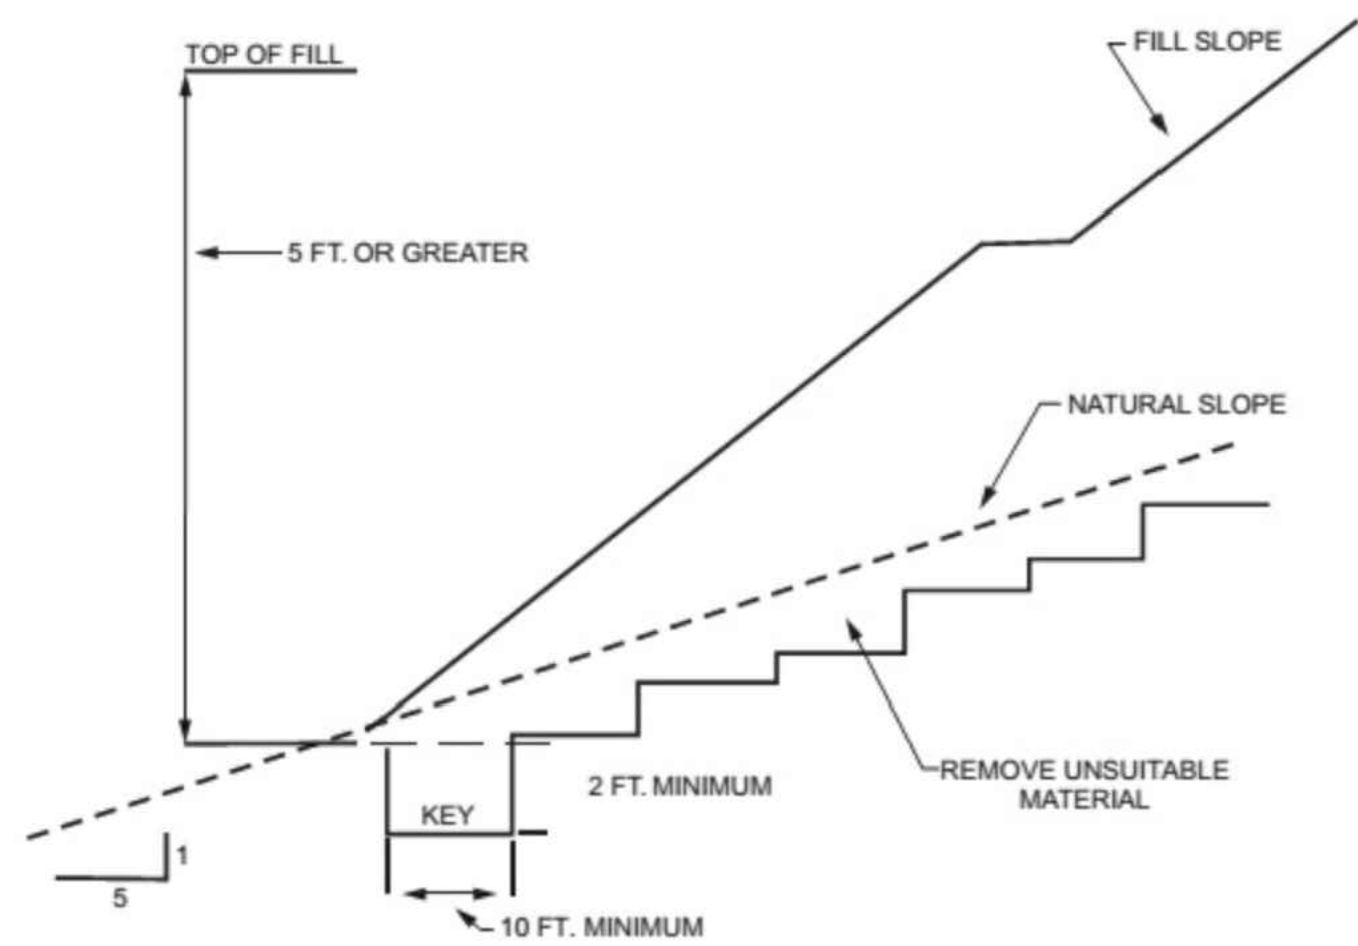 TOP OF FILL
FILL SLOPE
5 FT. OR GREATER
NATURAL SLOPE
2 FT. MINIMUM
REMOVE UNSUITABLE
MATERIAL
KEY
1
5
10 FT. MINIMUM